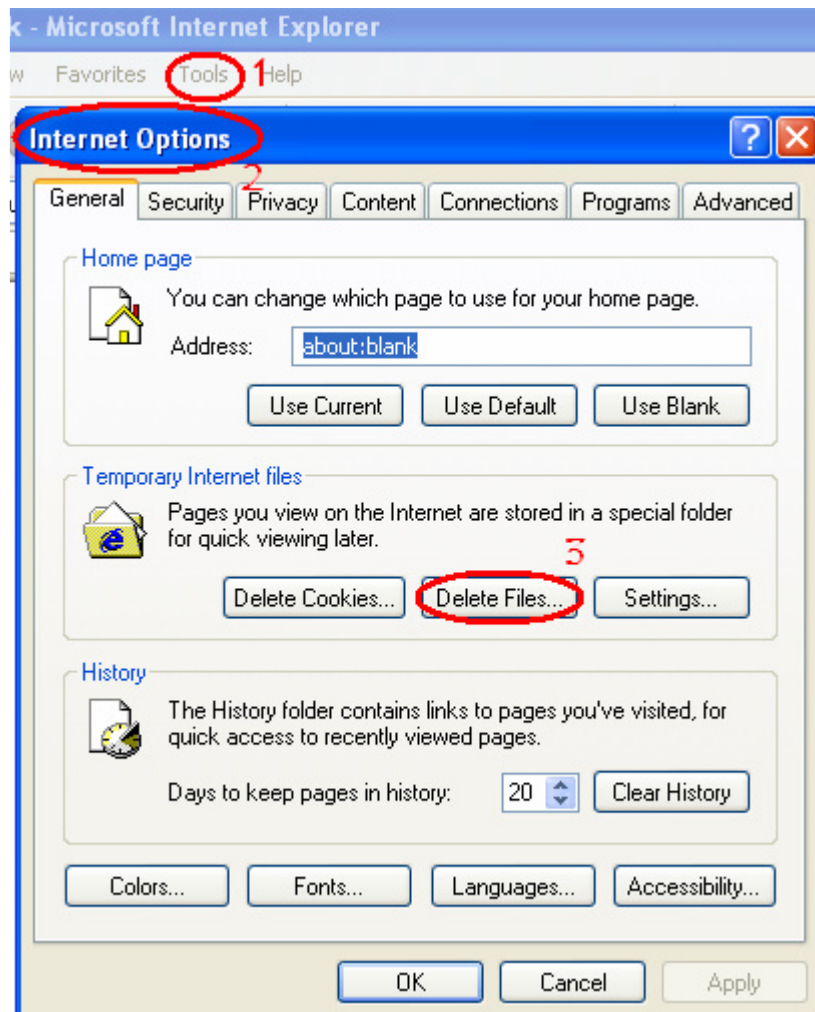 k - Microsoft Internet Explorer
w Favorites Tools 1 Help
Internet Options
2
General Security Privacy Content Connections Programs Advanced
Home page
You can change which page to use for your home page.
Address: about:blank
Use Current Use Default Use Blank
Temporary Internet files
Pages you view on the Internet are stored in a special folder
for quick viewing later.
3
Delete Cookies... Delete Files... Settings...
History
The History folder contains links to pages you've visited, for
quick access to recently viewed pages.
Days to keep pages in history: 20 Clear History
Colors... Fonts... Languages... Accessibility...
OK Cancel Apply